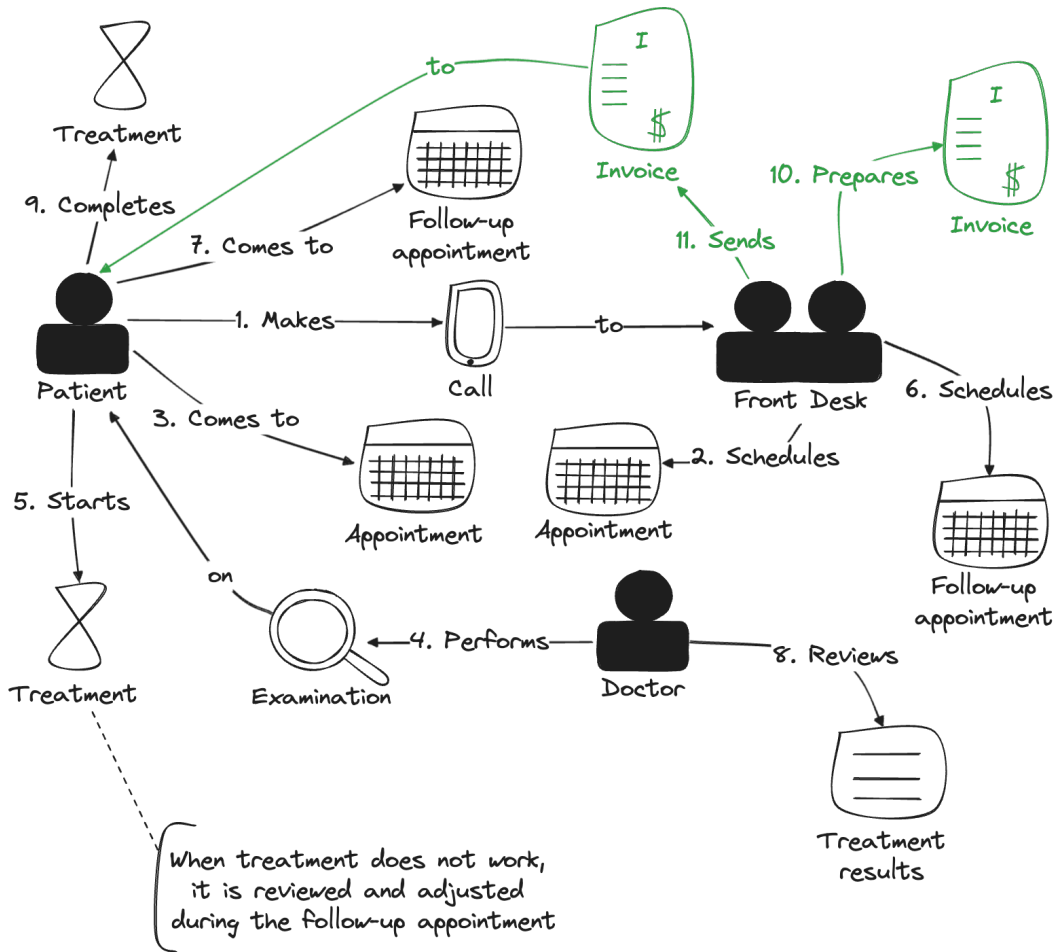 I
$
Invoice
to
I
$
Invoice
Treatment
9. Completes
7. Comes to
Follow-up
appointment
11. Sends
10. Prepares
Patient
1. Makes
Call
to
Front Desk
6. Schedules
Follow-up
appointment
3. Comes to
Appointment
2. Schedules
Appointment
5. Starts
Treatment
on
Examination
4. Performs
Doctor
8. Reviews
Treatment
results
When treatment does not work,
it is reviewed and adjusted
during the follow-up appointment